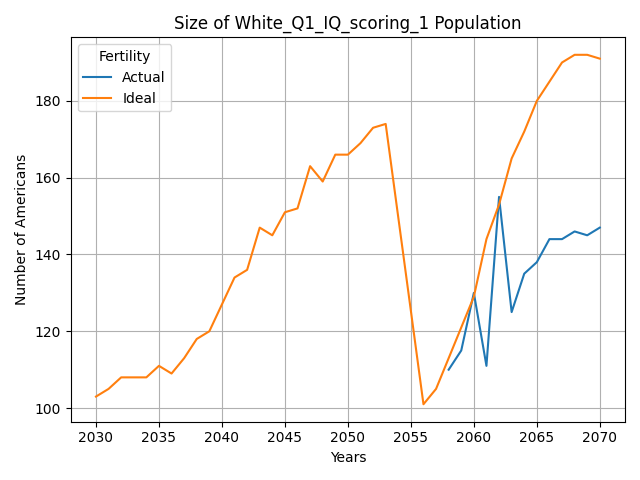 Size of White_Q1_IQ_scoring_1 Population
Fertility
Actual
Ideal
Number of Americans
180
160
140
120
100
2030 2035 2040 2045 2050 2055 2060 2065 2070
Years